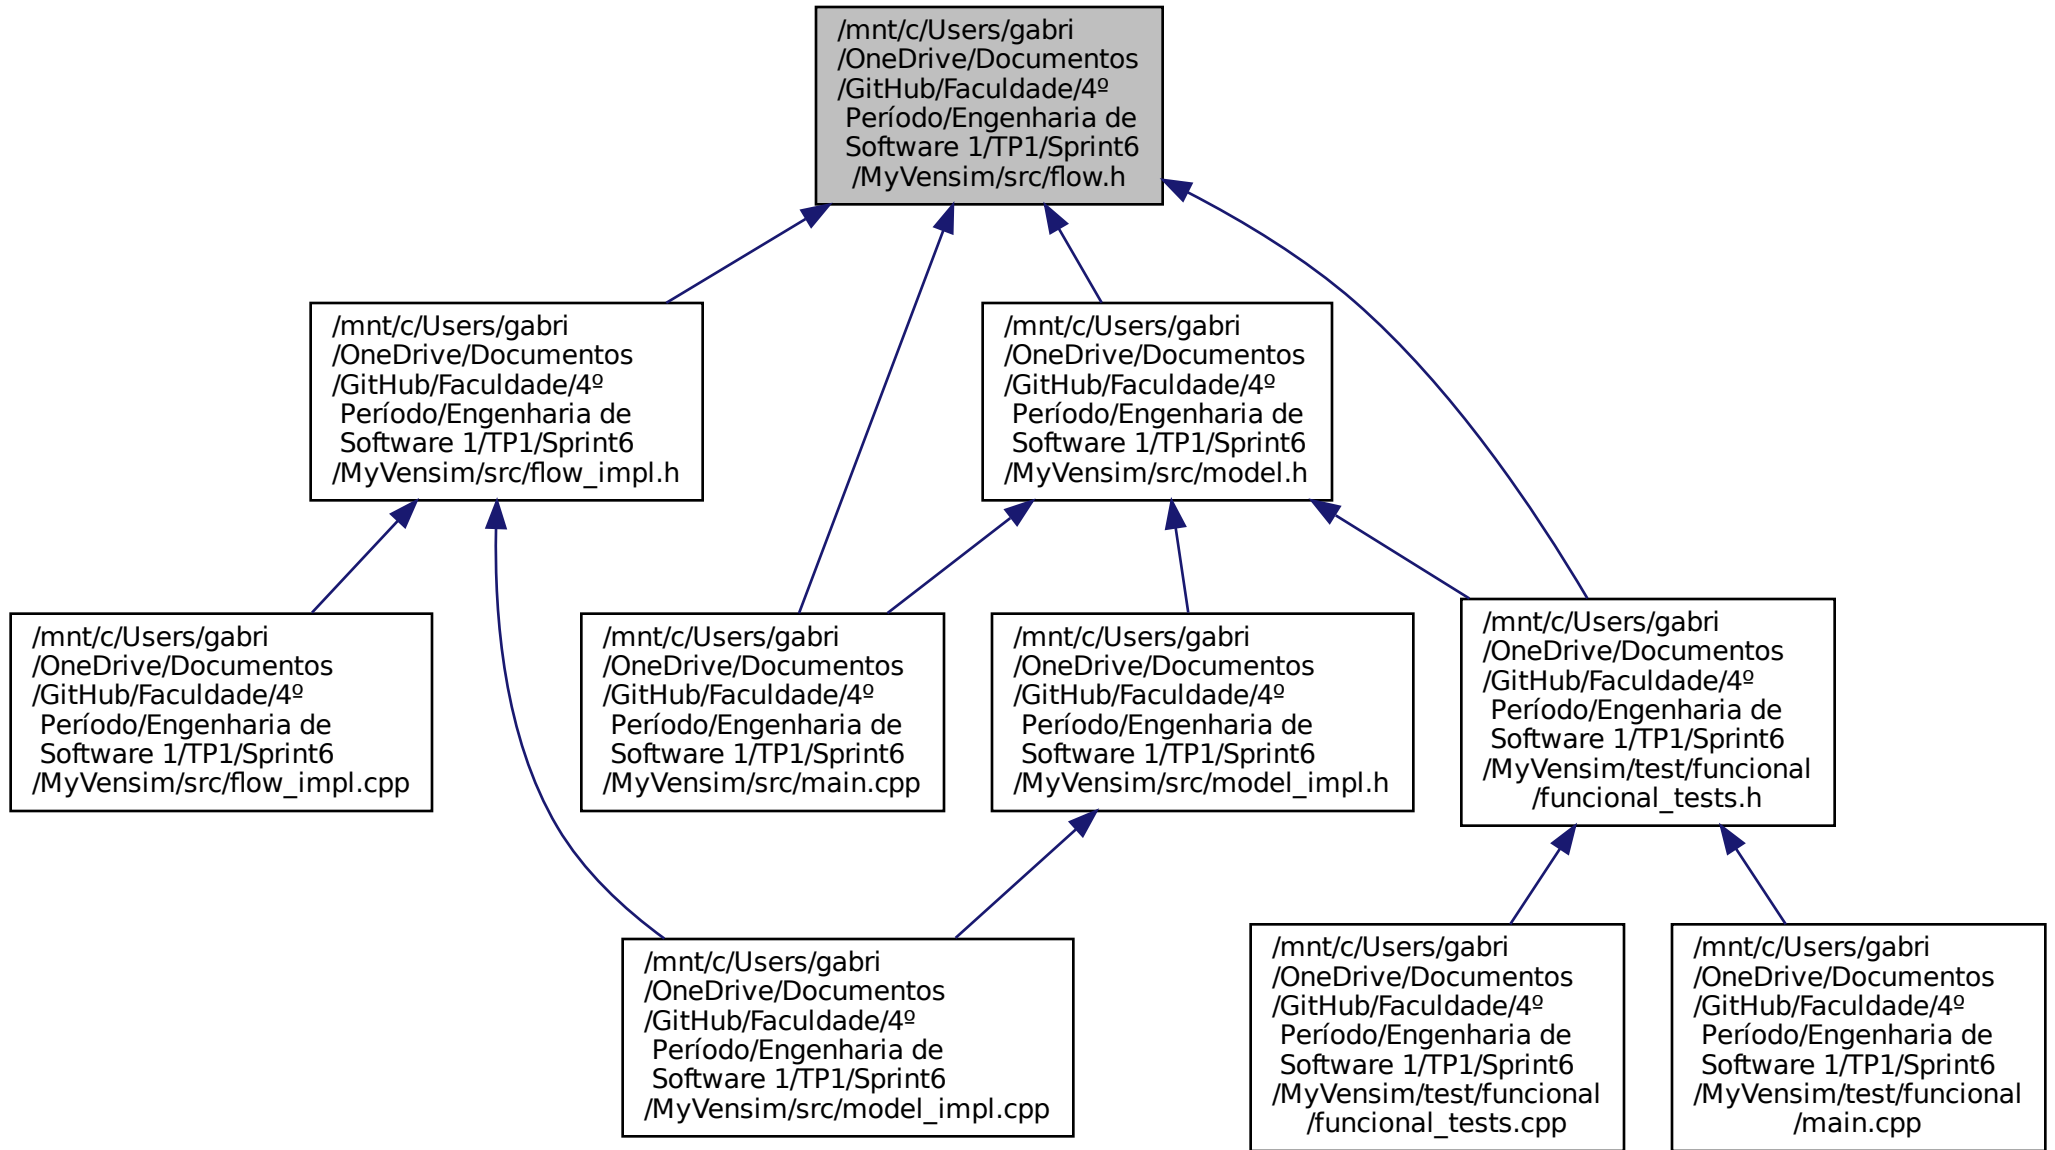 /mnt/c/Users/gabri
/OneDrive/Documentos
/GitHub/Faculdade/4º
Período/Engenharia de
Software 1/TP1/Sprint6
/MyVensim/src/flow.h
/mnt/c/Users/gabri
/OneDrive/Documentos
/GitHub/Faculdade/4º
Período/Engenharia de
Software 1/TP1/Sprint6
/MyVensim/src/flow_impl.h
/mnt/c/Users/gabri
/OneDrive/Documentos
/GitHub/Faculdade/4º
Período/Engenharia de
Software 1/TP1/Sprint6
/MyVensim/src/model.h
/mnt/c/Users/gabri
/OneDrive/Documentos
/GitHub/Faculdade/4º
Período/Engenharia de
Software 1/TP1/Sprint6
/MyVensim/src/flow_impl.cpp
/mnt/c/Users/gabri
/OneDrive/Documentos
/GitHub/Faculdade/4º
Período/Engenharia de
Software 1/TP1/Sprint6
/MyVensim/src/main.cpp
/mnt/c/Users/gabri
/OneDrive/Documentos
/GitHub/Faculdade/4º
Período/Engenharia de
Software 1/TP1/Sprint6
/MyVensim/src/model_impl.h
/mnt/c/Users/gabri
/OneDrive/Documentos
/GitHub/Faculdade/4º
Período/Engenharia de
Software 1/TP1/Sprint6
/MyVensim/test/funcional
/funcional_tests.h
/mnt/c/Users/gabri
/OneDrive/Documentos
/GitHub/Faculdade/4º
Período/Engenharia de
Software 1/TP1/Sprint6
/MyVensim/src/model_impl.cpp
/mnt/c/Users/gabri
/OneDrive/Documentos
/GitHub/Faculdade/4º
Período/Engenharia de
Software 1/TP1/Sprint6
/MyVensim/test/funcional
/funcional_tests.cpp
/mnt/c/Users/gabri
/OneDrive/Documentos
/GitHub/Faculdade/4º
Período/Engenharia de
Software 1/TP1/Sprint6
/MyVensim/test/funcional
/main.cpp